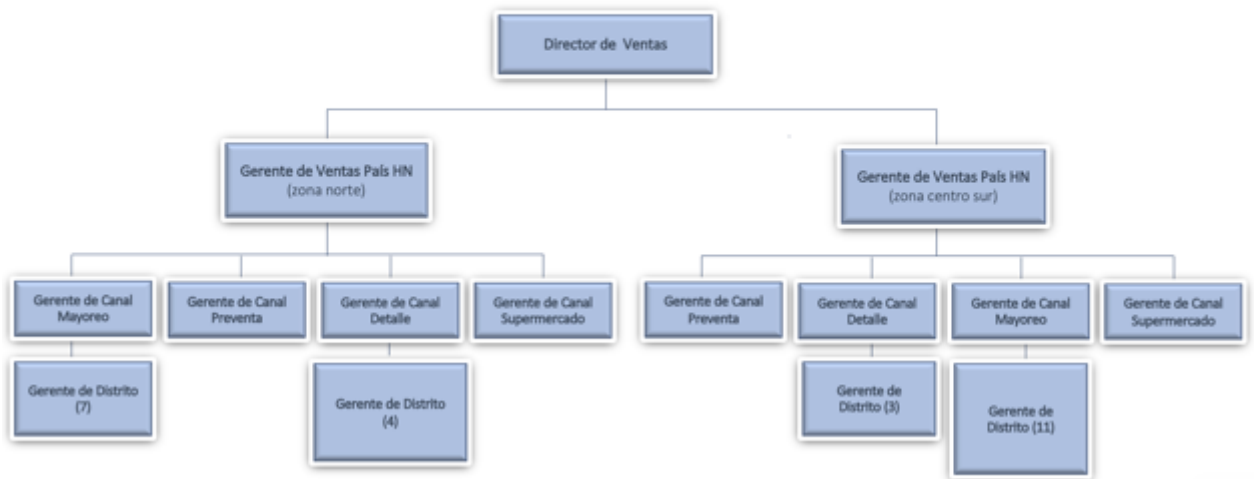 Director de Ventas
Gerente de Ventas País HN
(zona norte)
Gerente de Ventas País HN
(zona centro sur)
Gerente de Canal
Mayoreo
Gerente de Canal
Preventa
Gerente de Canal
Detalle
Gerente de Canal
Supermercado
Gerente de Canal
Preventa
Gerente de Canal
Detalle
Gerente de Canal
Mayoreo
Gerente de Canal
Supermercado
Gerente de Distrito
(7)
Gerente de Distrito
(4)
Gerente de
Distrito (3)
Gerente de
Distrito (11)